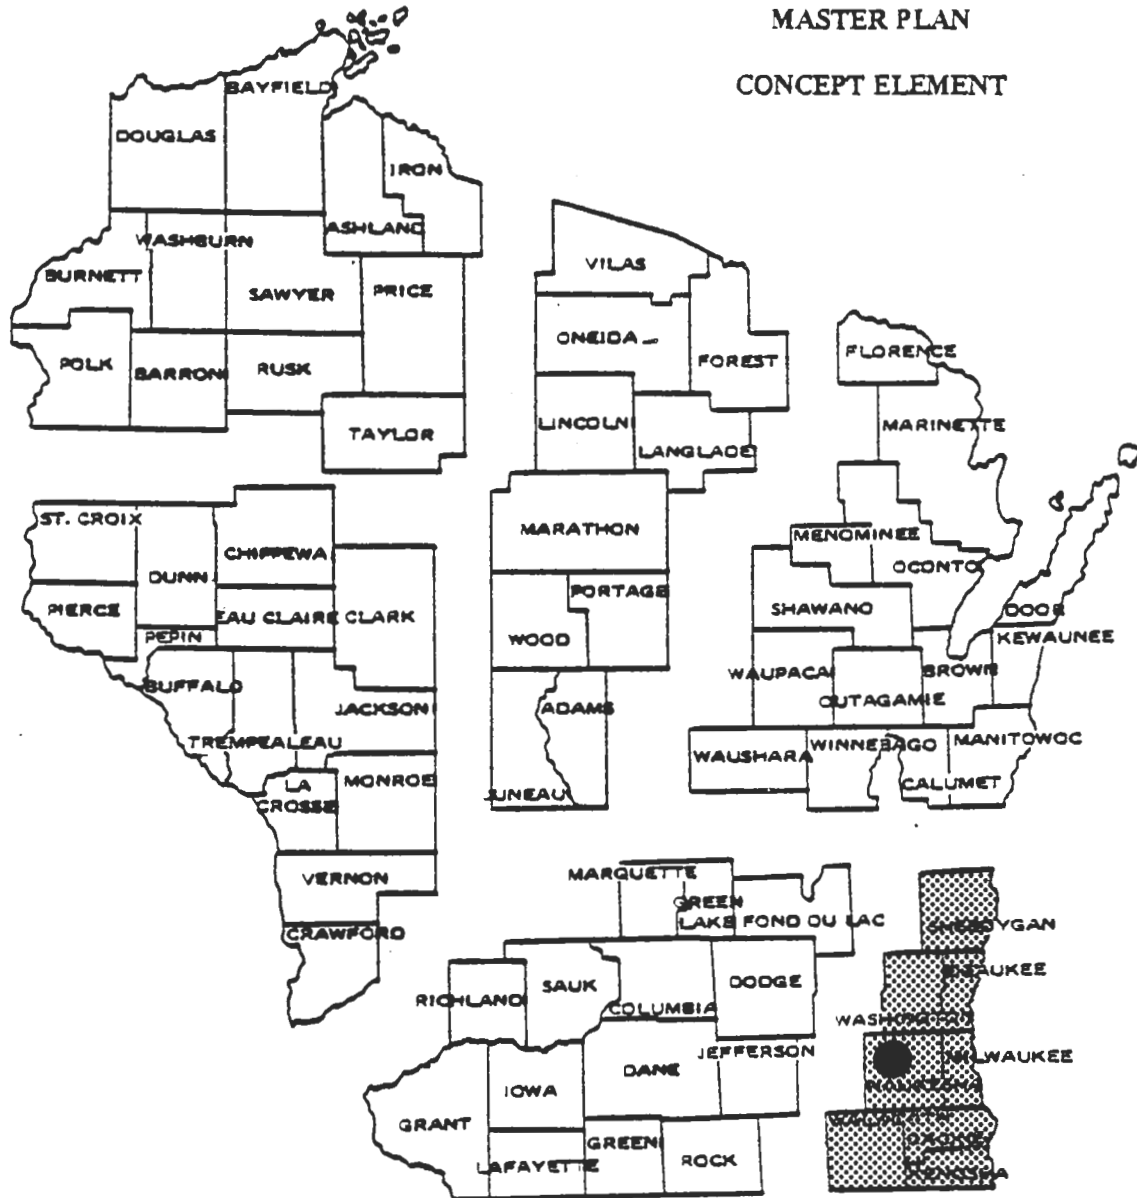 MASTER PLAN
CONCEPT ELEMENT
BAYFIELD
DOUGLAS
IRON
ASHLAND
WASHBURN
BURNETT
SAWYER
PRICE
POLK
BARRON
RUSK
TAYLOR
VILAS
ONEIDA
FOREST
LINCOLN
LANGLADE
FLORENCE
MARINETTE
ST. CROIX
CHIPPEWA
DUNN
PIERCE
EAU CLAIRE
CLARK
PEPIN
BUFFALO
JACKSON
TREMPEALEAU
LA
CROSSE
MONROE
VERNON
CRAWFORD
MARATHON
PORTAGE
WOOD
ADAMS
JUNEAU
MENOMINEE
OCONTO
SHAWANO
DOOR
KEWAUNEE
WAUPACA
BROWN
OUTAGAMIE
WAUSHARA
WINNEBAGO
MANITOWOC
CALUMET
MARQUETTE
GREEN
LAKE
FOND DU LAC
SAUK
RICHLAND
COLUMBIA
DODGE
JEFFERSON
DANE
IOWA
GRANT
LAFAYETTE
GREEN
ROCK
SHEBOYGAN
WASHINGTON
MILWAUKEE
WAUKESHA